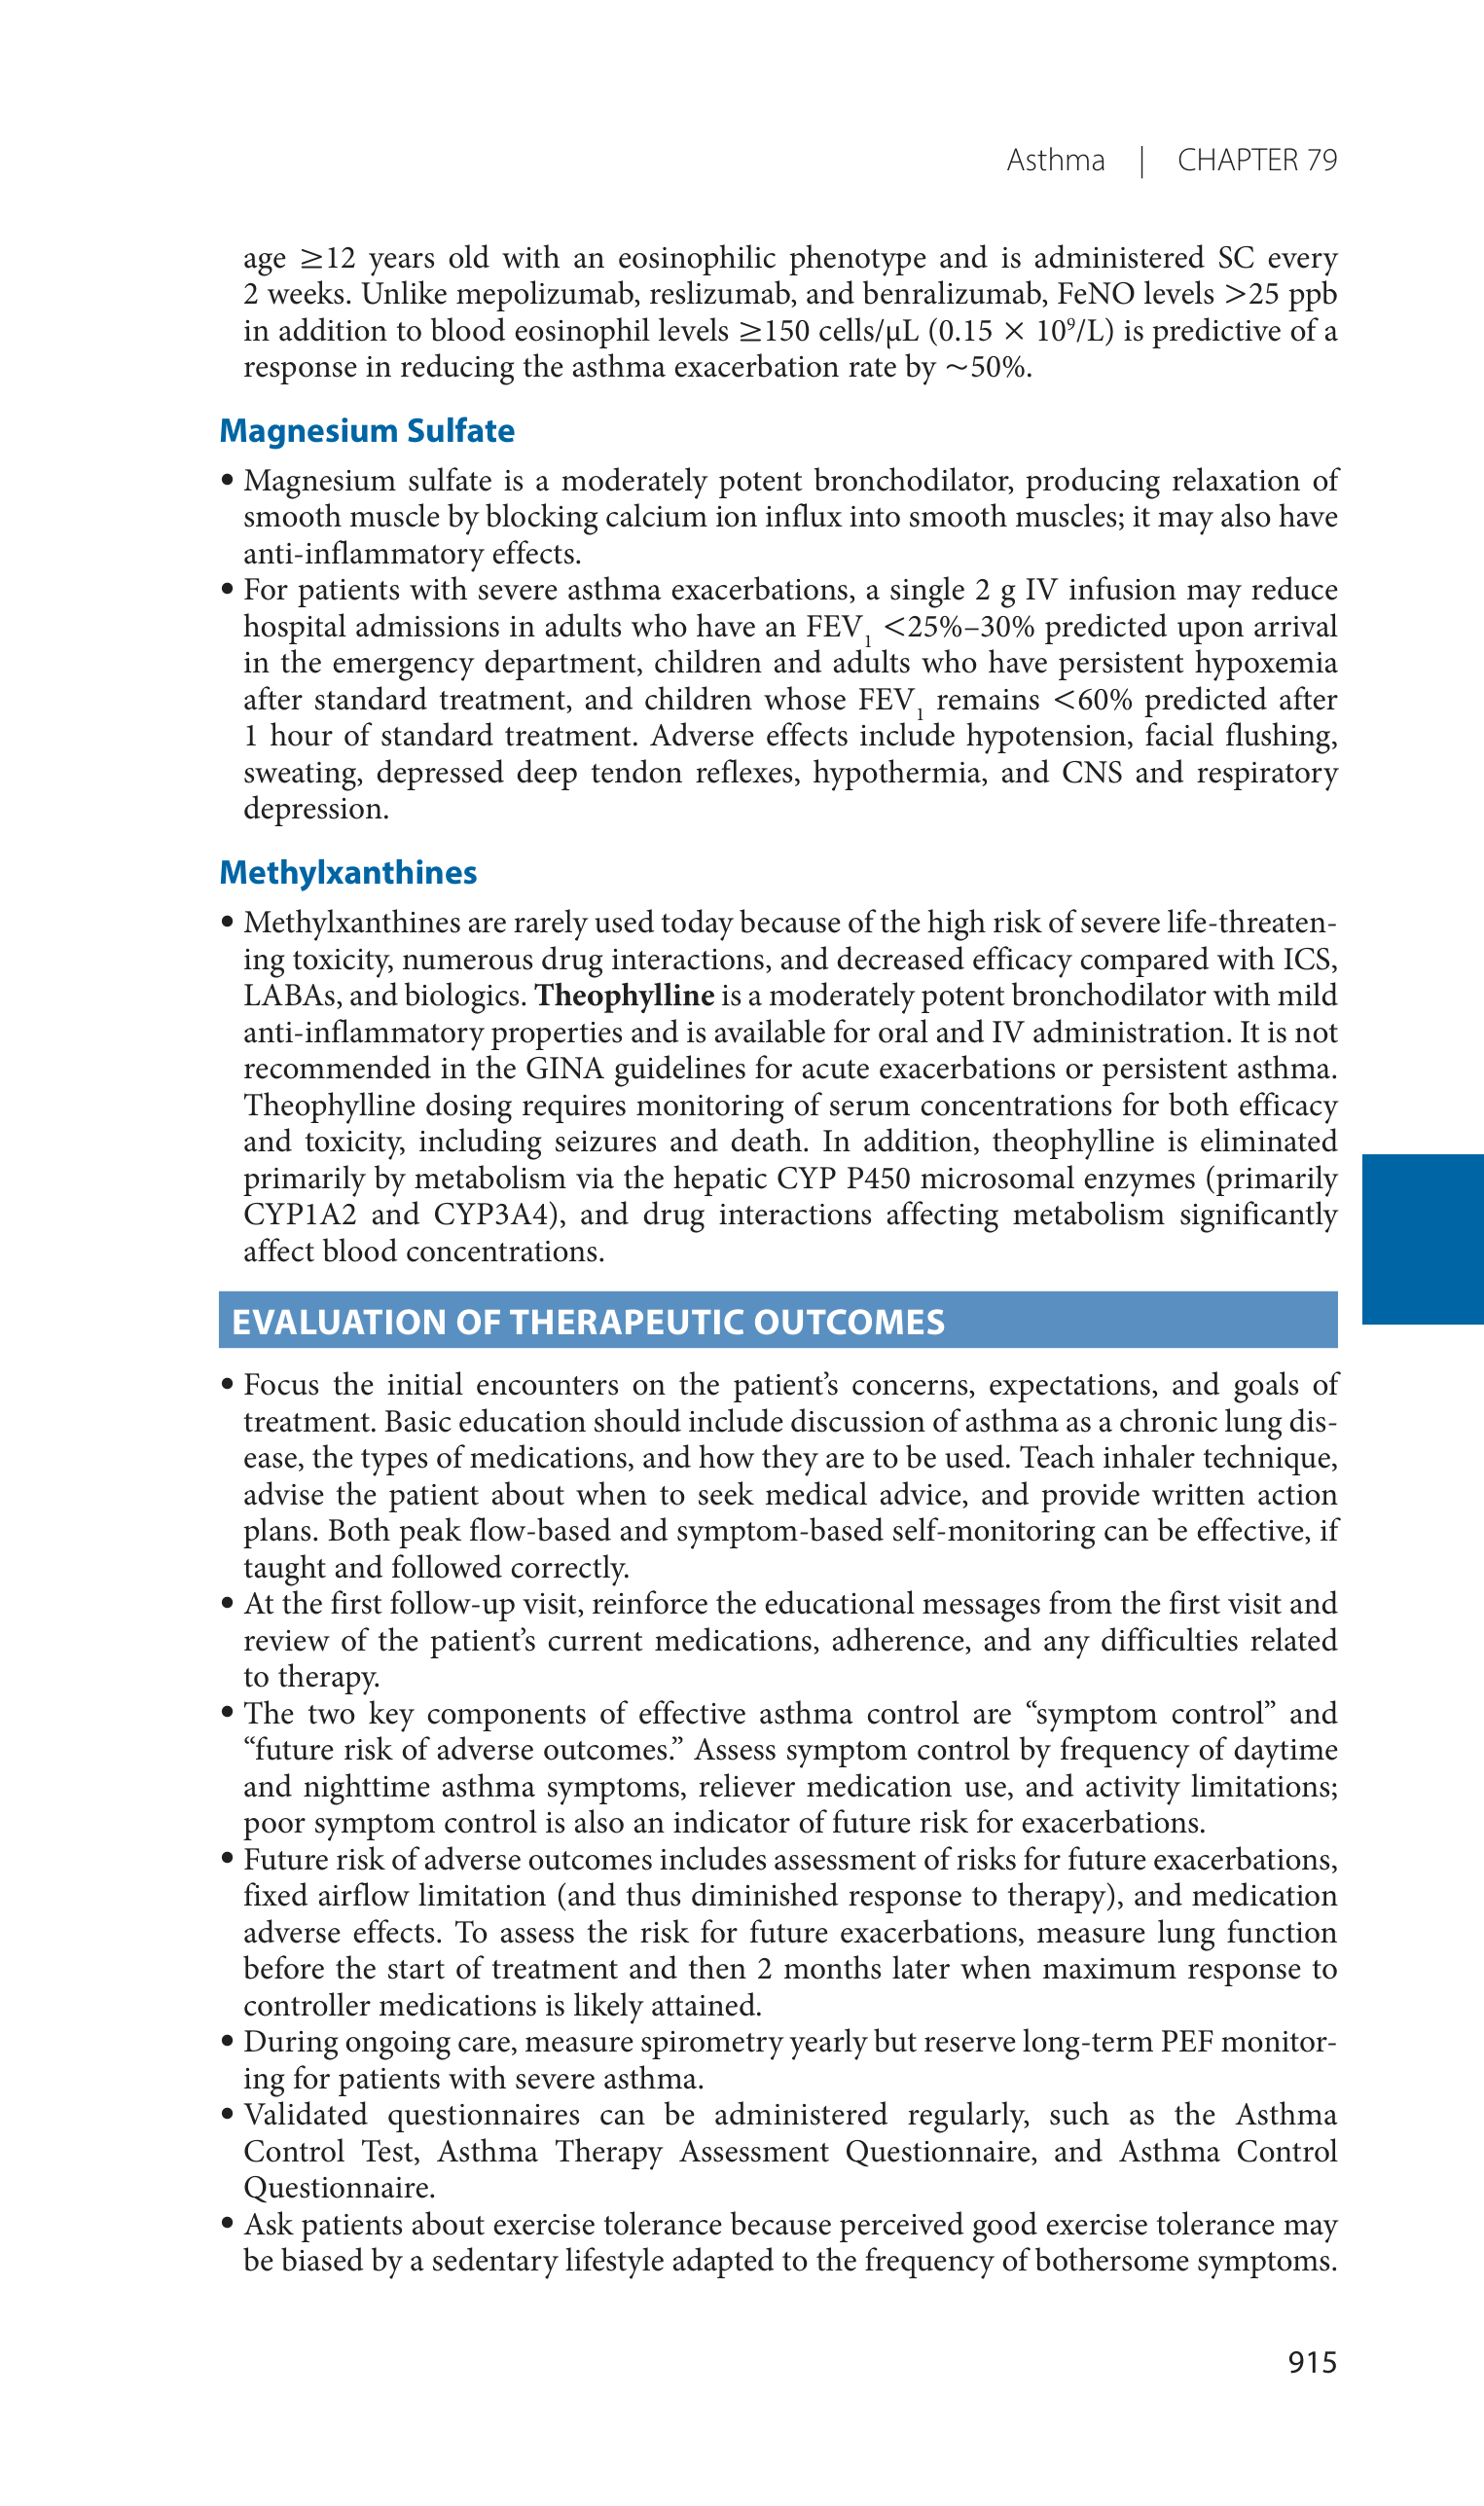 Asthma | CHAPTER 79
age ≥12 years old with an eosinophilic phenotype and is administered SC every
2 weeks. Unlike mepolizumab, reslizumab, and benralizumab, FeNO levels >25 ppb
in addition to blood eosinophil levels ≥150 cells/μL (0.15 × 10⁹/L) is predictive of a
response in reducing the asthma exacerbation rate by ~50%.
Magnesium Sulfate
• Magnesium sulfate is a moderately potent bronchodilator, producing relaxation of
smooth muscle by blocking calcium ion influx into smooth muscles; it may also have
anti-inflammatory effects.
• For patients with severe asthma exacerbations, a single 2 g IV infusion may reduce
hospital admissions in adults who have an FEV₁ <25%–30% predicted upon arrival
in the emergency department, children and adults who have persistent hypoxemia
after standard treatment, and children whose FEV₁ remains <60% predicted after
1 hour of standard treatment. Adverse effects include hypotension, facial flushing,
sweating, depressed deep tendon reflexes, hypothermia, and CNS and respiratory
depression.
Methylxanthines
• Methylxanthines are rarely used today because of the high risk of severe life-threaten-
ing toxicity, numerous drug interactions, and decreased efficacy compared with ICS,
LABAs, and biologics. Theophylline is a moderately potent bronchodilator with mild
anti-inflammatory properties and is available for oral and IV administration. It is not
recommended in the GINA guidelines for acute exacerbations or persistent asthma.
Theophylline dosing requires monitoring of serum concentrations for both efficacy
and toxicity, including seizures and death. In addition, theophylline is eliminated
primarily by metabolism via the hepatic CYP P450 microsomal enzymes (primarily
CYP1A2 and CYP3A4), and drug interactions affecting metabolism significantly
affect blood concentrations.
EVALUATION OF THERAPEUTIC OUTCOMES
• Focus the initial encounters on the patient’s concerns, expectations, and goals of
treatment. Basic education should include discussion of asthma as a chronic lung dis-
ease, the types of medications, and how they are to be used. Teach inhaler technique,
advise the patient about when to seek medical advice, and provide written action
plans. Both peak flow-based and symptom-based self-monitoring can be effective, if
taught and followed correctly.
• At the first follow-up visit, reinforce the educational messages from the first visit and
review of the patient’s current medications, adherence, and any difficulties related
to therapy.
• The two key components of effective asthma control are “symptom control” and
“future risk of adverse outcomes.” Assess symptom control by frequency of daytime
and nighttime asthma symptoms, reliever medication use, and activity limitations;
poor symptom control is also an indicator of future risk for exacerbations.
• Future risk of adverse outcomes includes assessment of risks for future exacerbations,
fixed airflow limitation (and thus diminished response to therapy), and medication
adverse effects. To assess the risk for future exacerbations, measure lung function
before the start of treatment and then 2 months later when maximum response to
controller medications is likely attained.
• During ongoing care, measure spirometry yearly but reserve long-term PEF monitor-
ing for patients with severe asthma.
• Validated questionnaires can be administered regularly, such as the Asthma
Control Test, Asthma Therapy Assessment Questionnaire, and Asthma Control
Questionnaire.
• Ask patients about exercise tolerance because perceived good exercise tolerance may
be biased by a sedentary lifestyle adapted to the frequency of bothersome symptoms.
915